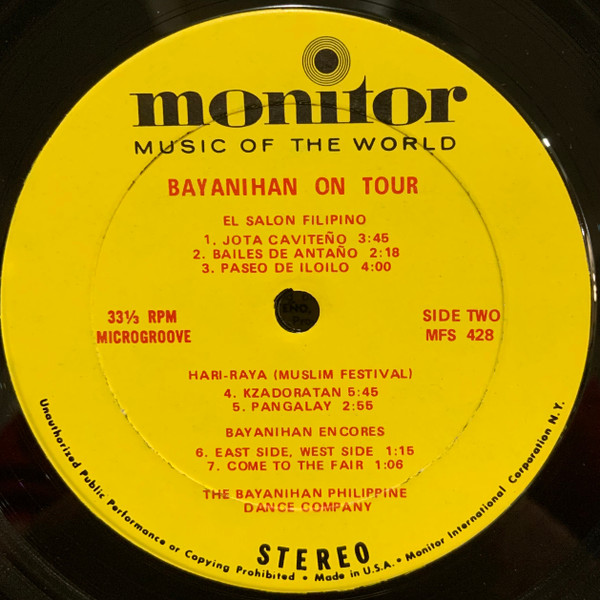 monitor
MUSIC OF THE WORLD
BAYANIHAN ON TOUR
EL SALON FILIPINO
1. JOTA CAVITEÑO 3:45
2. BAILES DE ANTAÑO 2:18
3. PASEO DE ILOILO 4:00
33⅓ RPM
MICROGROOVE
SIDE TWO
MFS 428
HARI-RAYA (MUSLIM FESTIVAL)
4. KZADORATAN 5:45
5. PANGALAY 2:55
BAYANIHAN ENCORES
6. EAST SIDE, WEST SIDE 1:15
7. COME TO THE FAIR 1:06
THE BAYANIHAN PHILIPPINE
DANCE COMPANY
STEREO
Unauthorized Public Performance or Copying Prohibited • Made in U.S.A. • Monitor International Corporation N.Y.